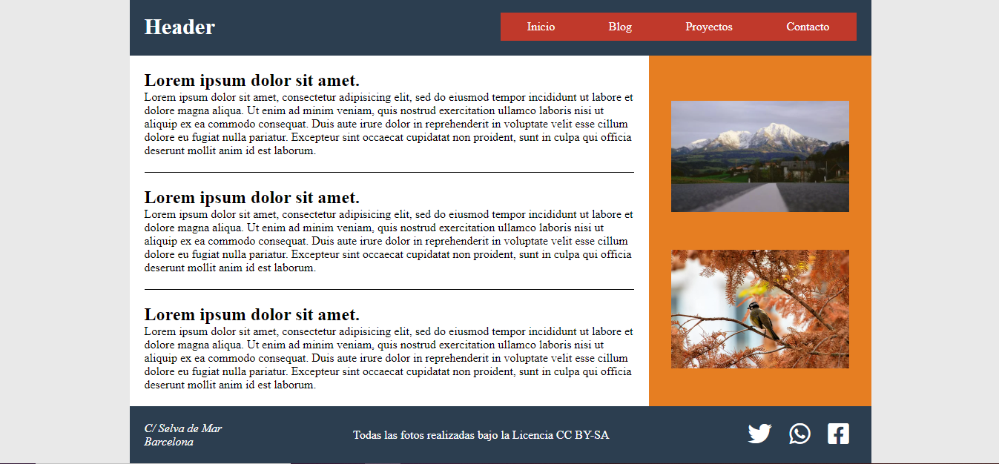 Header
Inicio Blog Proyectos Contacto
Lorem ipsum dolor sit amet.
Lorem ipsum dolor sit amet, consectetur adipisicing elit, sed do eiusmod tempor incididunt ut labore et
dolore magna aliqua. Ut enim ad minim veniam, quis nostrud exercitation ullamco laboris nisi ut
aliquip ex ea commodo consequat. Duis aute irure dolor in reprehenderit in voluptate velit esse cillum
dolore eu fugiat nulla pariatur. Excepteur sint occaecat cupidatat non proident, sunt in culpa qui officia
deserunt mollit anim id est laborum.
Lorem ipsum dolor sit amet.
Lorem ipsum dolor sit amet, consectetur adipisicing elit, sed do eiusmod tempor incididunt ut labore et
dolore magna aliqua. Ut enim ad minim veniam, quis nostrud exercitation ullamco laboris nisi ut
aliquip ex ea commodo consequat. Duis aute irure dolor in reprehenderit in voluptate velit esse cillum
dolore eu fugiat nulla pariatur. Excepteur sint occaecat cupidatat non proident, sunt in culpa qui officia
deserunt mollit anim id est laborum.
Lorem ipsum dolor sit amet.
Lorem ipsum dolor sit amet, consectetur adipisicing elit, sed do eiusmod tempor incididunt ut labore et
dolore magna aliqua. Ut enim ad minim veniam, quis nostrud exercitation ullamco laboris nisi ut
aliquip ex ea commodo consequat. Duis aute irure dolor in reprehenderit in voluptate velit esse cillum
dolore eu fugiat nulla pariatur. Excepteur sint occaecat cupidatat non proident, sunt in culpa qui officia
deserunt mollit anim id est laborum.
C/ Selva de Mar
Barcelona
Todas las fotos realizadas bajo la Licencia CC BY-SA